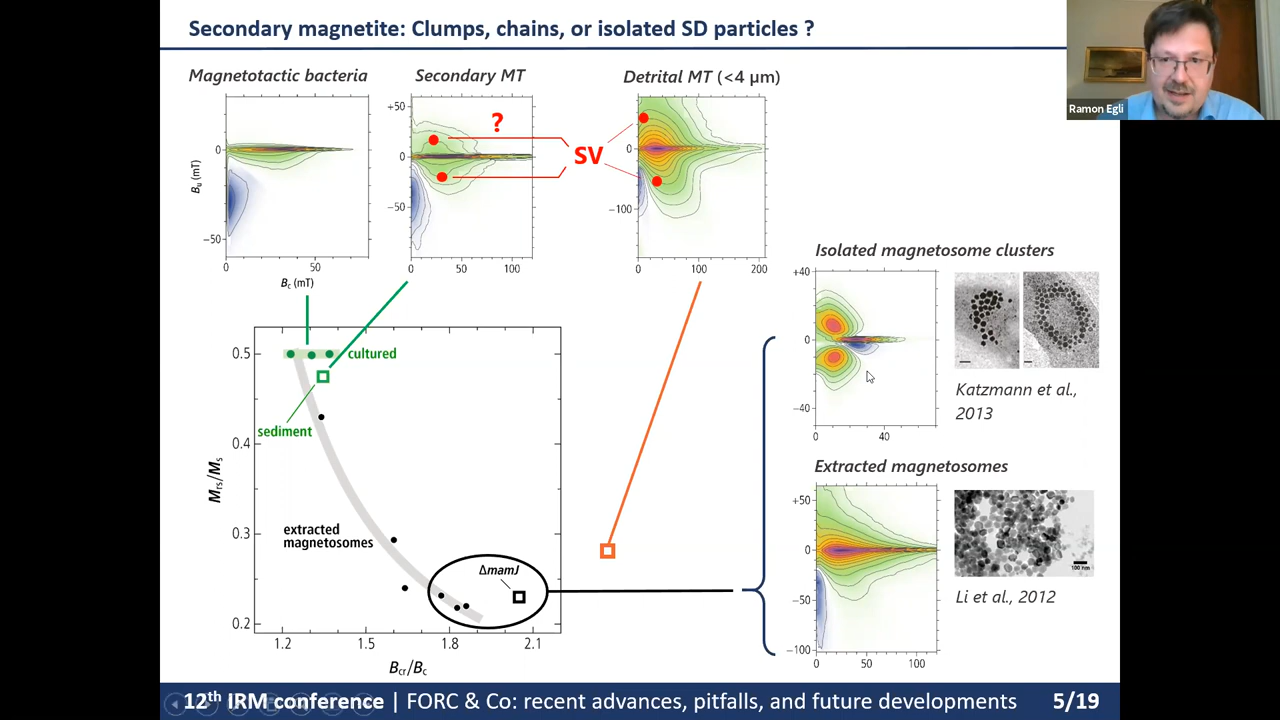 Secondary magnetite: Clumps, chains, or isolated SD particles ?
Ramon Egli
Magnetotactic bacteria
Secondary MT
Detrital MT (<4 μm)
0
−50
Bu (mT)
0
50
Bc (mT)
+50
0
−50
0
50
100
?
SV
0
−100
0
100
200
Isolated magnetosome clusters
+40
0
−40
0
40
Katzmann et al.,
2013
0.5
0.4
0.3
0.2
Mrs/Ms
cultured
sediment
extracted
magnetosomes
ΔmamJ
1.2
1.5
1.8
2.1
Bcr/Bc
Extracted magnetosomes
+50
0
−50
−100
0
50
100
100 nm
Li et al., 2012
12th IRM conference | FORC & Co: recent advances, pitfalls, and future developments
5/19